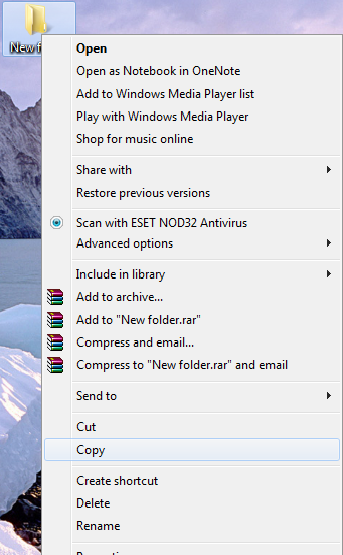 New f
Open
Open as Notebook in OneNote
Add to Windows Media Player list
Play with Windows Media Player
Shop for music online
Share with
Restore previous versions
Scan with ESET NOD32 Antivirus
Advanced options
Include in library
Add to archive...
Add to "New folder.rar"
Compress and email...
Compress to "New folder.rar" and email
Send to
Cut
Copy
Create shortcut
Delete
Rename